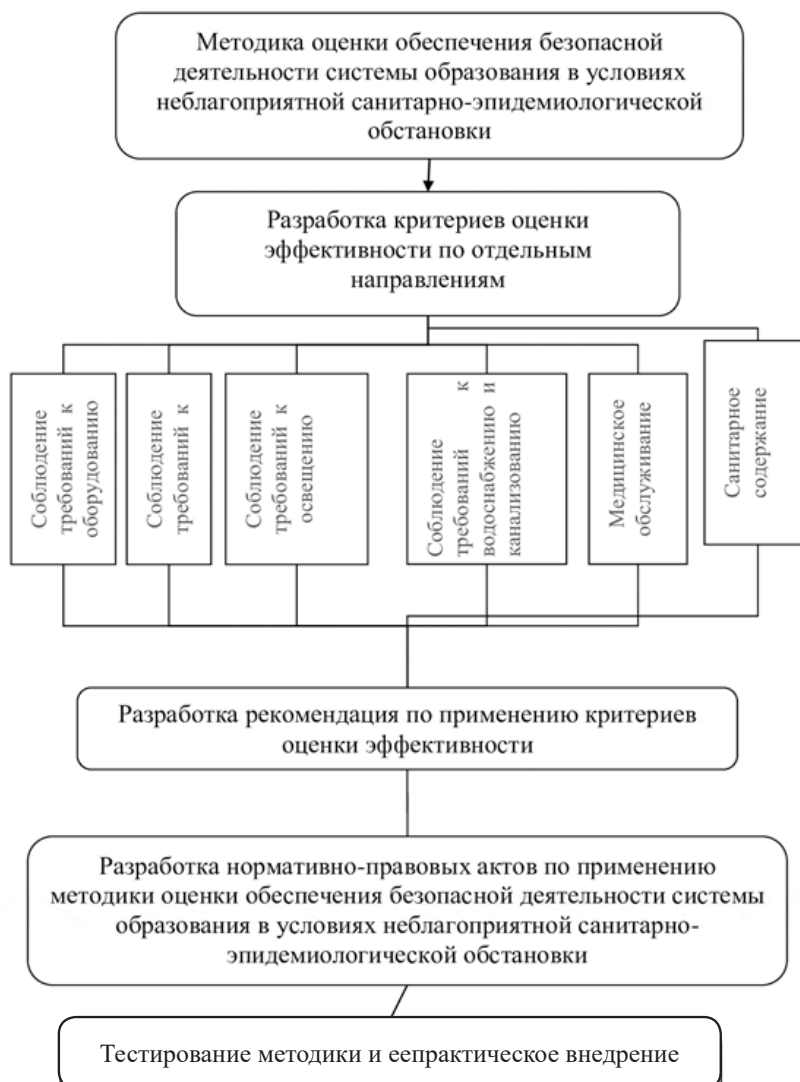 Методика оценки обеспечения безопасной
деятельности системы образования в условиях
неблагоприятной санитарно-эпидемиологической
обстановки
Разработка критериев оценки
эффективности по отдельным
направлениям
Соблюдение
требований к
оборудованию
Соблюдение
требований к
Соблюдение
требований к
освещению
Соблюдение
требований к
водоснабжению и
канализованию
Медицинское
обслуживание
Санитарное
содержание
Разработка рекомендация по применению критериев
оценки эффективности
Разработка нормативно-правовых актов по применению
методики оценки обеспечения безопасной деятельности системы
образования в условиях неблагоприятной санитарно-
эпидемиологической обстановки
Тестирование методики и еепрактическое внедрение